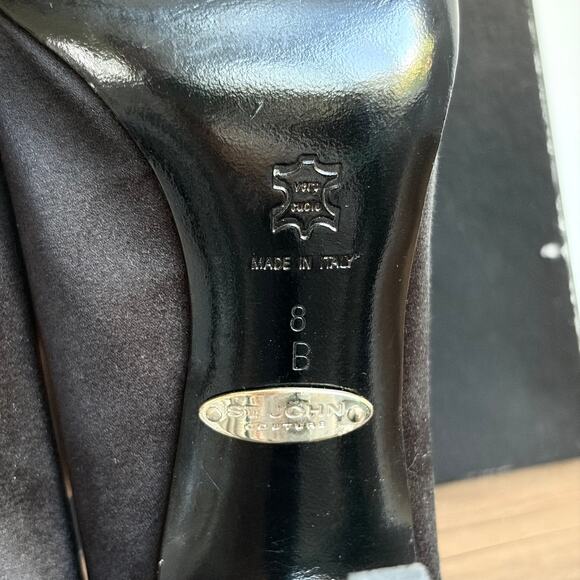 vero
cuoio
MADE IN ITALY
8
B
ST. JOHN
COUTURE